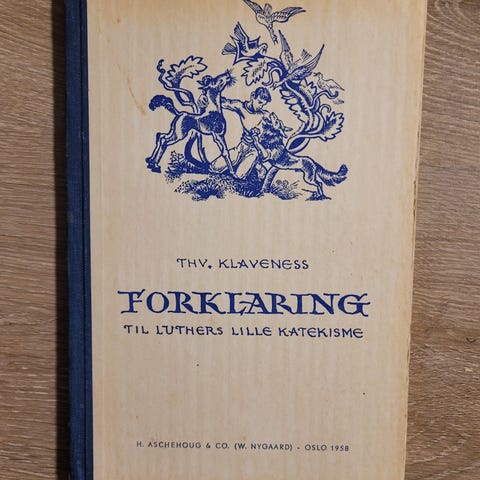 THV. KLAVENESS
FORKLARING
TIL LUTHERS LILLE KATEKISME
H. ASCHEHOUG & CO. (W. NYGAARD) - OSLO 1958